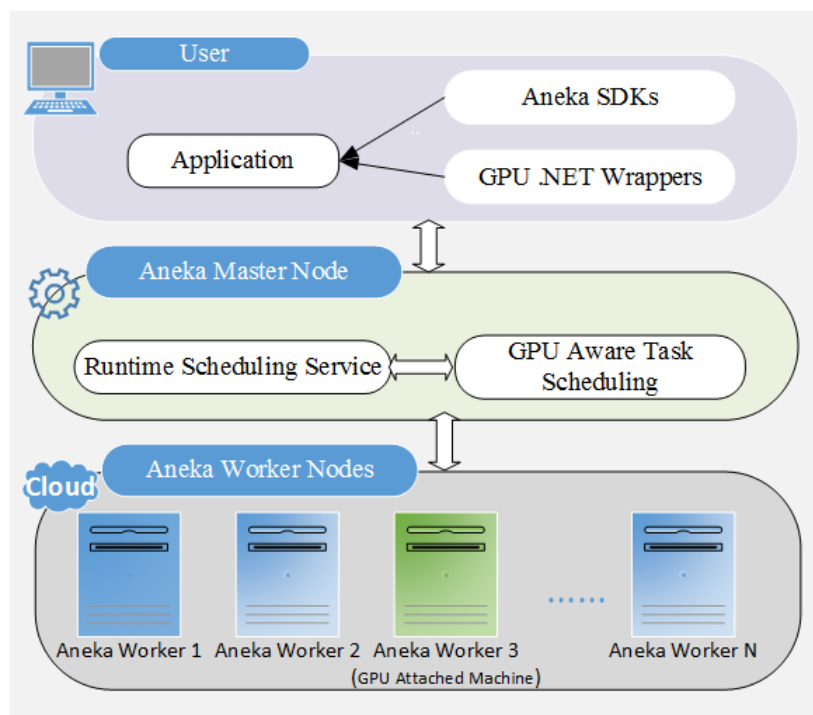 User
Aneka SDKs
Application
GPU .NET Wrappers
Aneka Master Node
Runtime Scheduling Service
GPU Aware Task
Scheduling
Aneka Worker Nodes
Cloud
Aneka Worker 1
Aneka Worker 2
Aneka Worker 3
(GPU Attached Machine)
......
Aneka Worker N